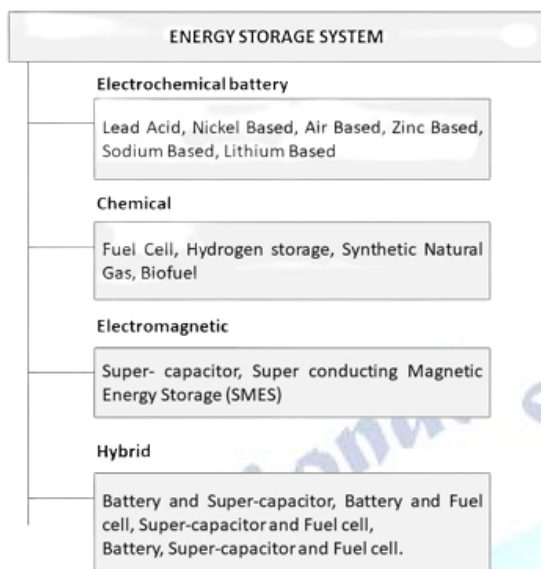 ENERGY STORAGE SYSTEM
Electrochemical battery
Lead Acid, Nickel Based, Air Based, Zinc Based,
Sodium Based, Lithium Based
Chemical
Fuel Cell, Hydrogen storage, Synthetic Natural
Gas, Biofuel
Electromagnetic
Super- capacitor, Super conducting Magnetic
Energy Storage (SMES)
Hybrid
Battery and Super-capacitor, Battery and Fuel
cell, Super-capacitor and Fuel cell,
Battery, Super-capacitor and Fuel cell.